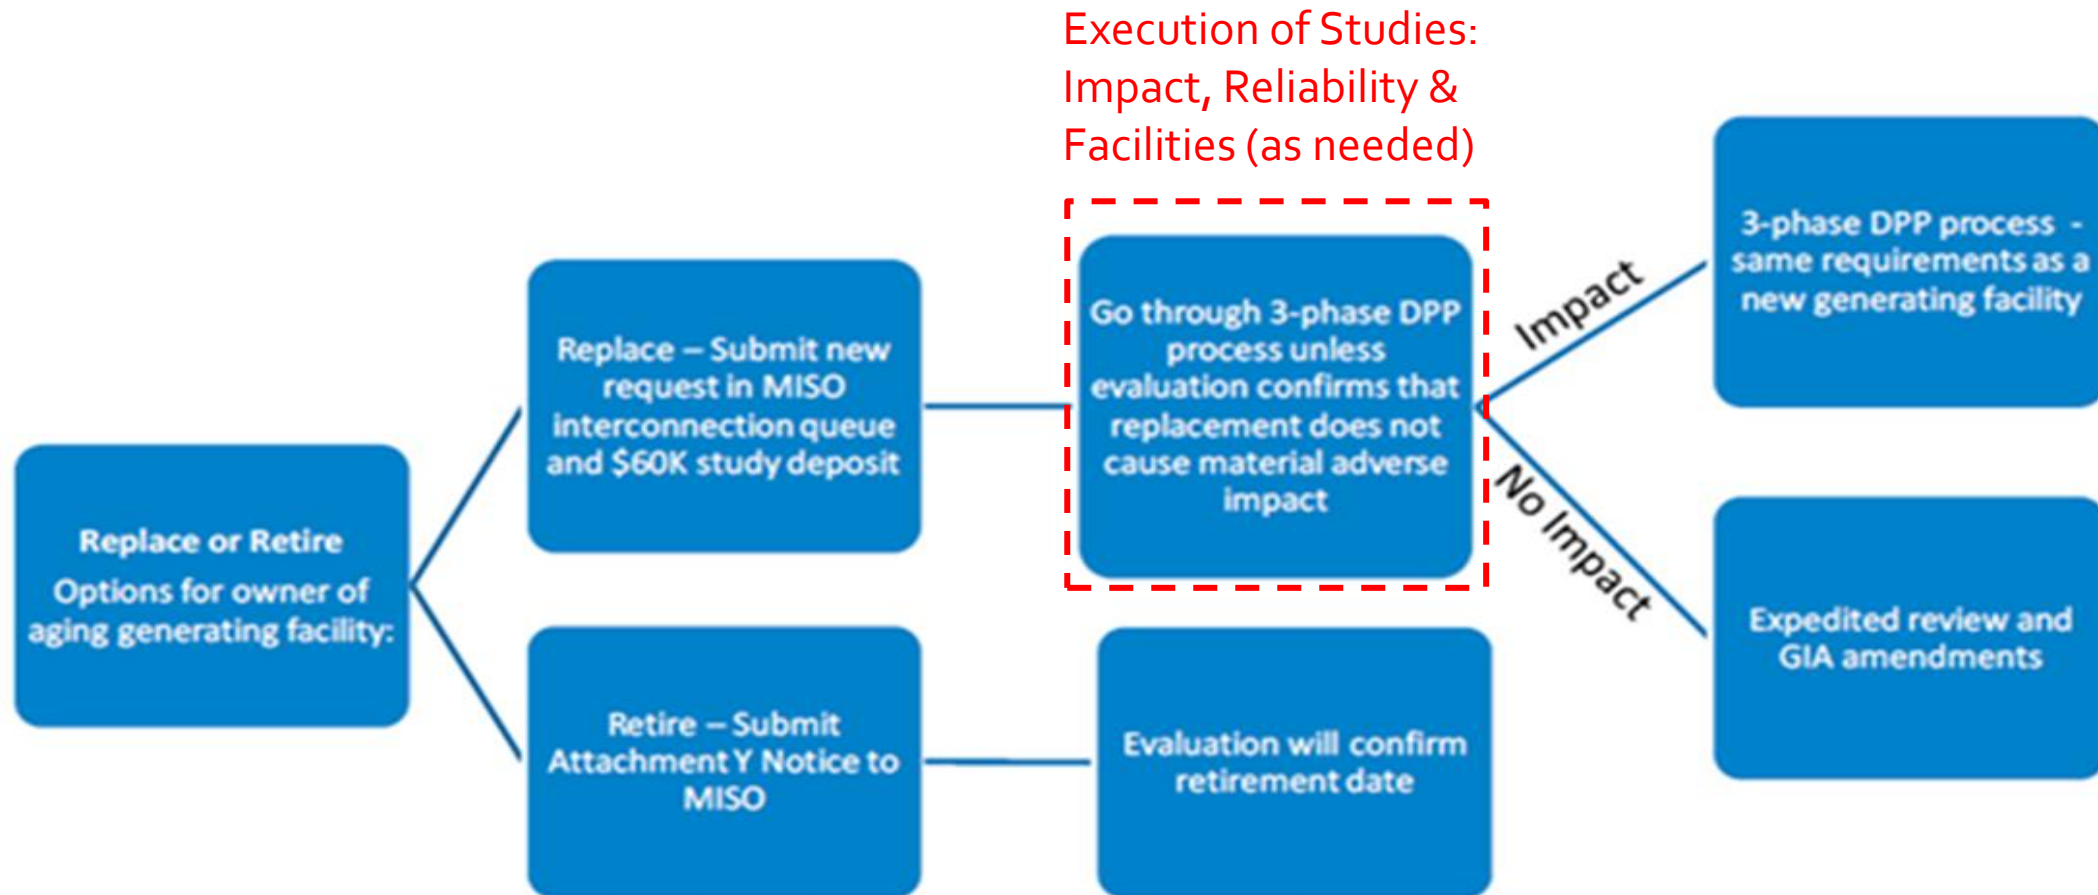 Execution of Studies:
Impact, Reliability &
Facilities (as needed)
Replace or Retire
Options for owner of
aging generating facility:
Replace – Submit new
request in MISO
interconnection queue
and $60K study deposit
Go through 3-phase DPP
process unless
evaluation confirms that
replacement does not
cause material adverse
impact
Impact
3-phase DPP process -
same requirements as a
new generating facility
No Impact
Expedited review and
GIA amendments
Retire – Submit
Attachment Y Notice to
MISO
Evaluation will confirm
retirement date